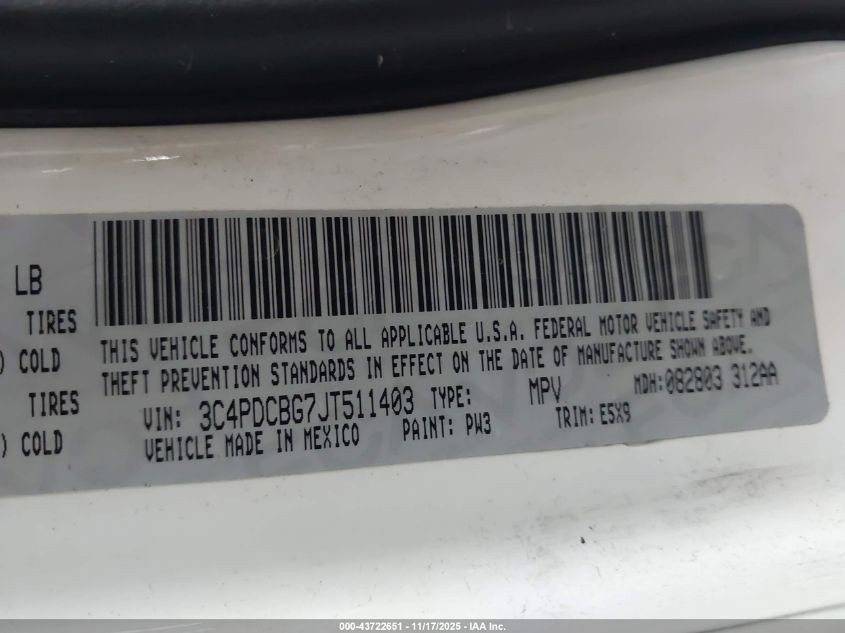 LB
TIRES
) COLD
TIRES
) COLD
THIS VEHICLE CONFORMS TO ALL APPLICABLE U.S.A. FEDERAL MOTOR VEHICLE SAFETY AND
THEFT PREVENTION STANDARDS IN EFFECT ON THE DATE OF MANUFACTURE SHOWN ABOVE.
VIN: 3C4PDCBG7JT511403 TYPE: MPV MDH:082803 312AA
VEHICLE MADE IN MEXICO PAINT: PW3 TRIM: E5X9
000-43722651 - 11/17/2025 - IAA Inc.